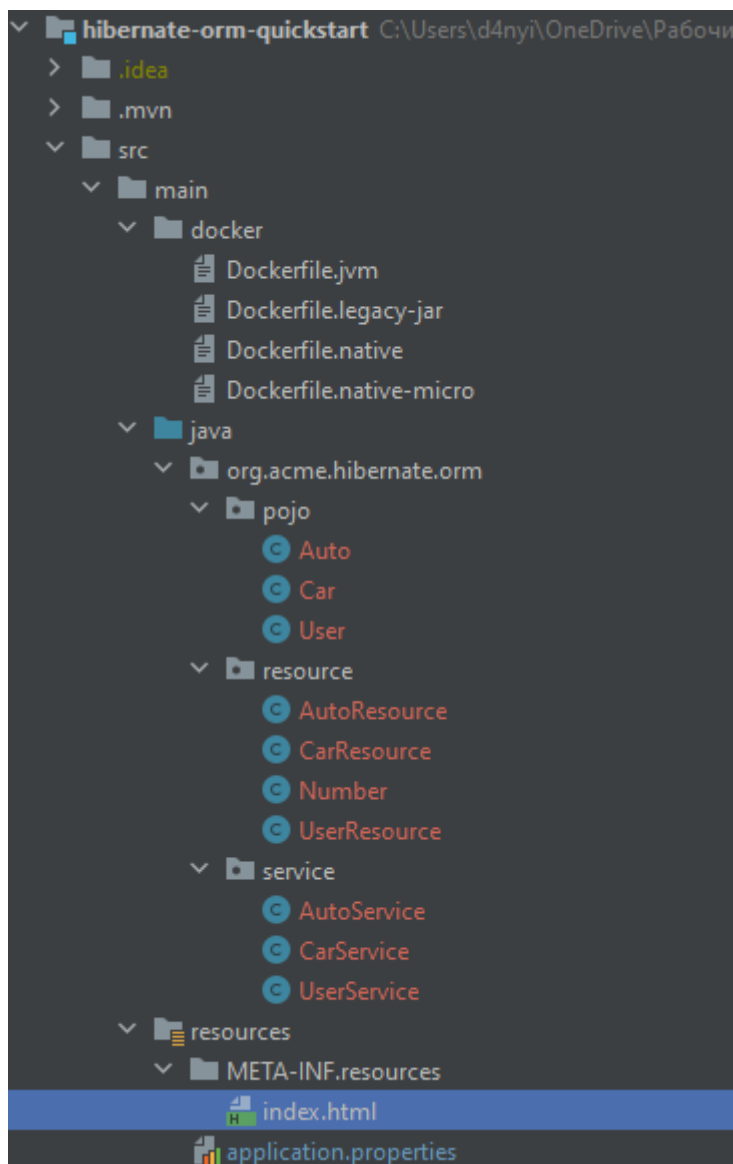 hibernate-orm-quickstart C:\Users\d4nyi\OneDrive\Рабочи
.idea
.mvn
src
main
docker
Dockerfile.jvm
Dockerfile.legacy-jar
Dockerfile.native
Dockerfile.native-micro
java
org.acme.hibernate.orm
pojo
Auto
Car
User
resource
AutoResource
CarResource
Number
UserResource
service
AutoService
CarService
UserService
resources
META-INF.resources
index.html
application.properties